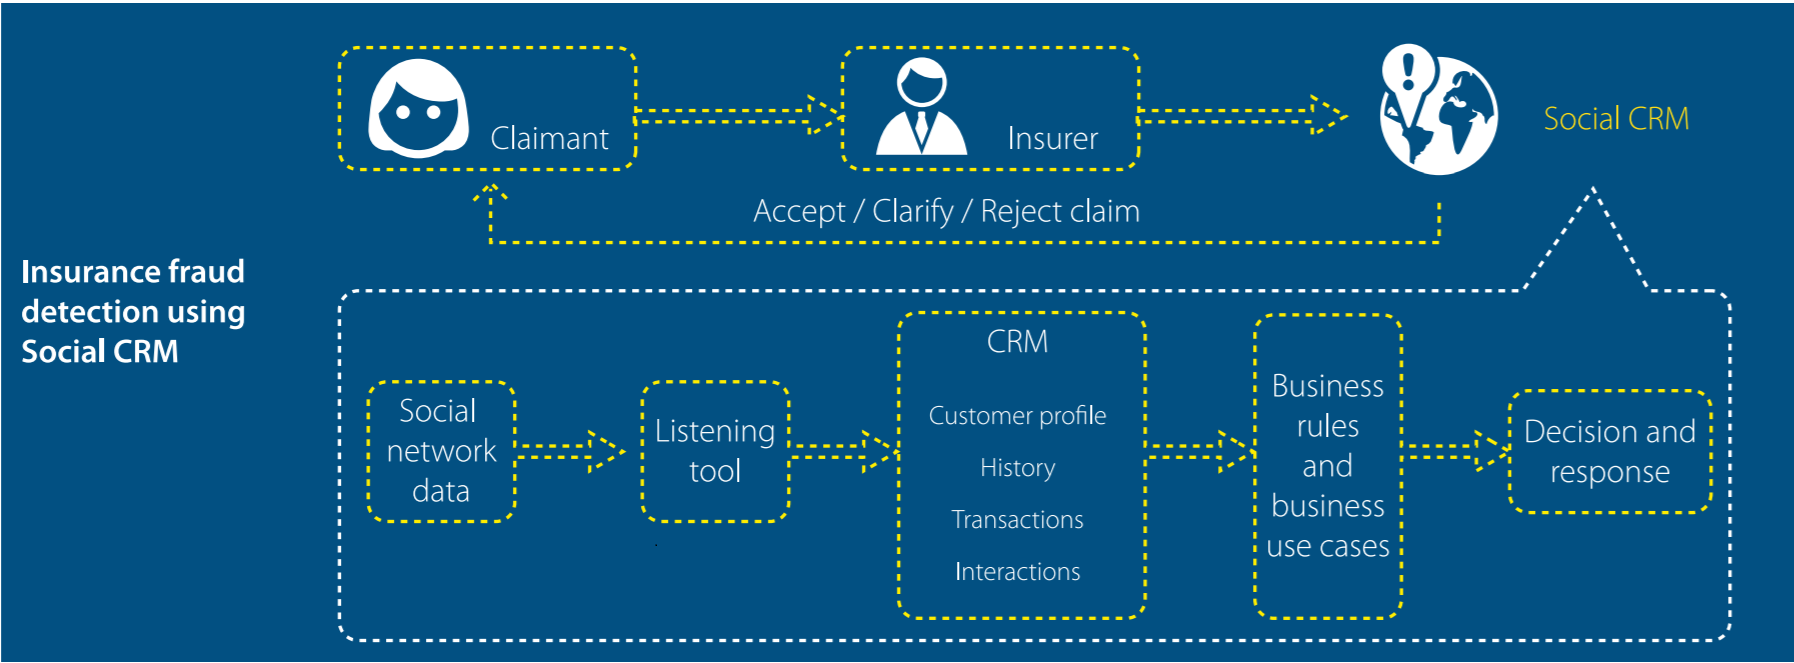 Claimant
Insurer
Social CRM
Accept / Clarify / Reject claim
Insurance fraud
detection using
Social CRM
Social
network
data
Listening
tool
CRM
Customer profile
History
Transactions
Interactions
Business
rules
and
business
use cases
Decision and
response